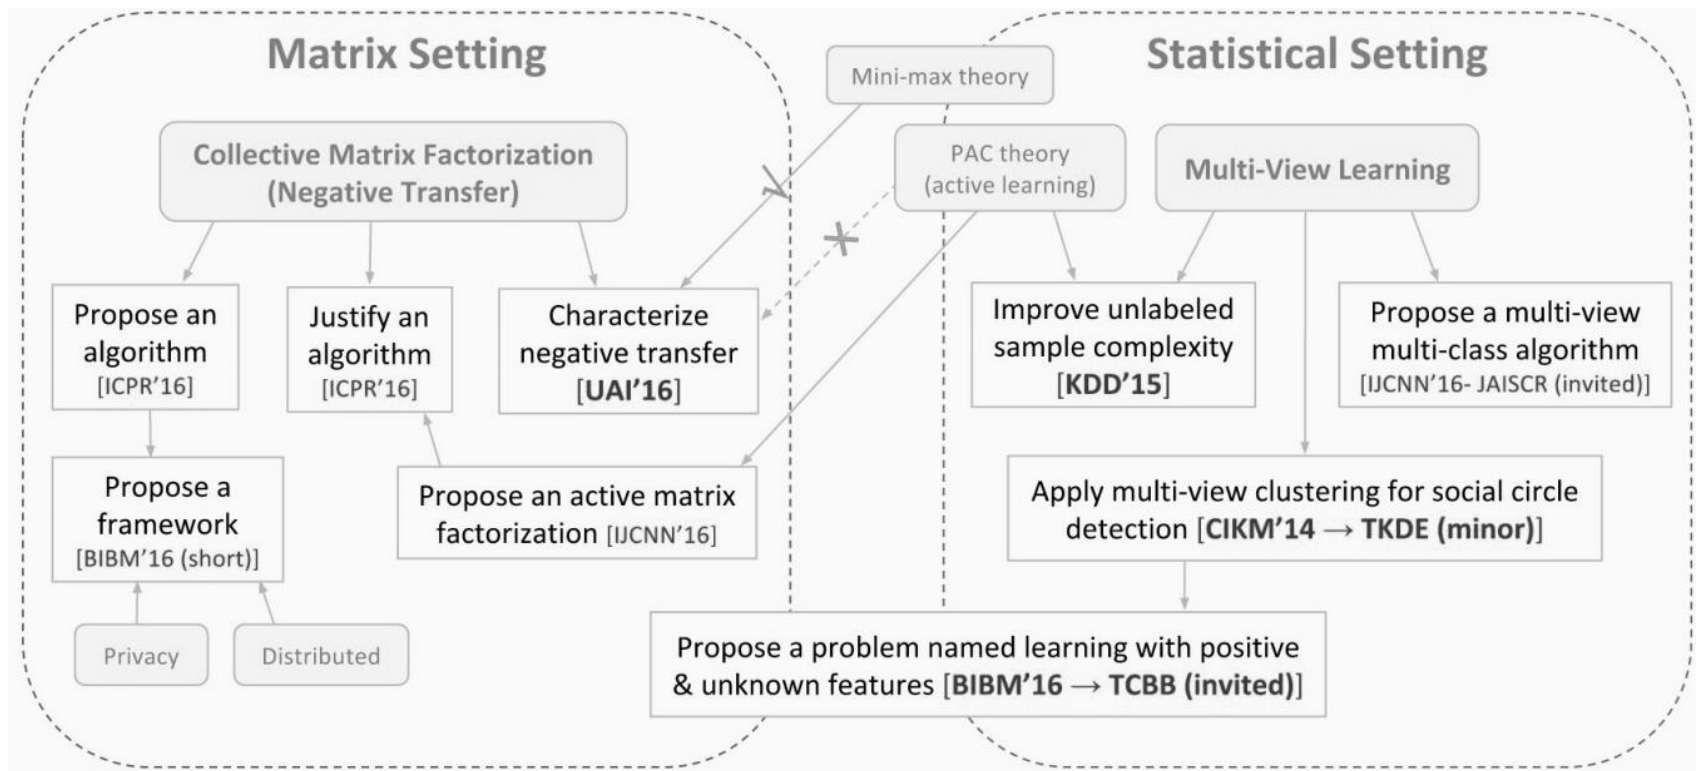 Matrix Setting
Statistical Setting
Mini-max theory
Collective Matrix Factorization
(Negative Transfer)
PAC theory
(active learning)
Multi-View Learning
Propose an
algorithm
[ICPR’16]
Justify an
algorithm
[ICPR’16]
Characterize
negative transfer
[UAI’16]
Improve unlabeled
sample complexity
[KDD’15]
Propose a multi-view
multi-class algorithm
[IJCNN’16- JAISCR (invited)]
Propose a
framework
[BIBM’16 (short)]
Propose an active matrix
factorization [IJCNN’16]
Apply multi-view clustering for social circle
detection [CIKM’14 → TKDE (minor)]
Privacy
Distributed
Propose a problem named learning with positive
& unknown features [BIBM’16 → TCBB (invited)]